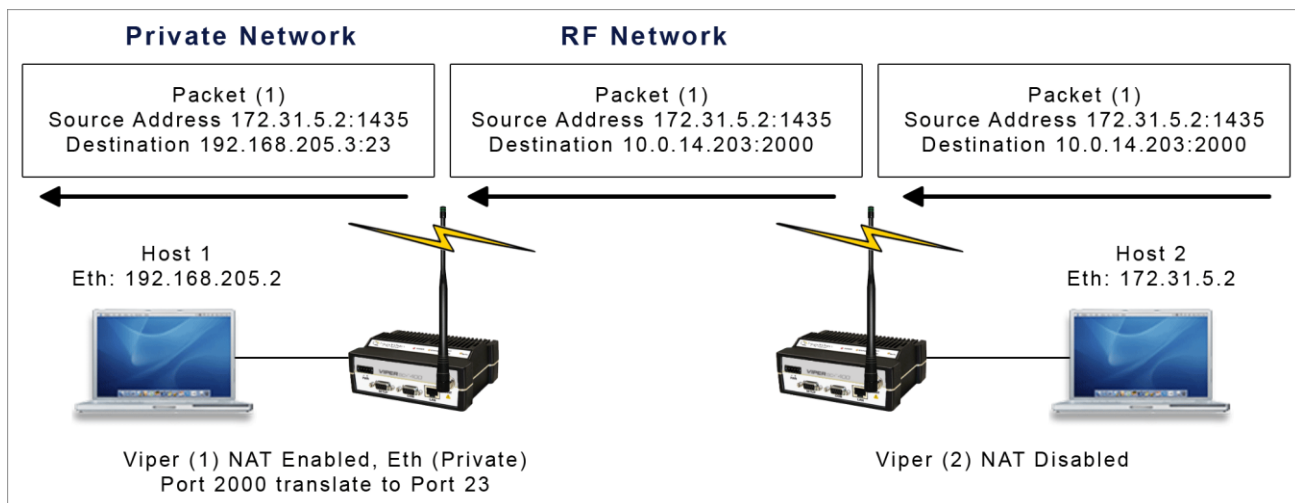 Private Network
RF Network
Packet (1)
Source Address 172.31.5.2:1435
Destination 192.168.205.3:23
Packet (1)
Source Address 172.31.5.2:1435
Destination 10.0.14.203:2000
Packet (1)
Source Address 172.31.5.2:1435
Destination 10.0.14.203:2000
Host 1
Eth: 192.168.205.2
Host 2
Eth: 172.31.5.2
VIPER
VIPER
Viper (1) NAT Enabled, Eth (Private)
Port 2000 translate to Port 23
Viper (2) NAT Disabled